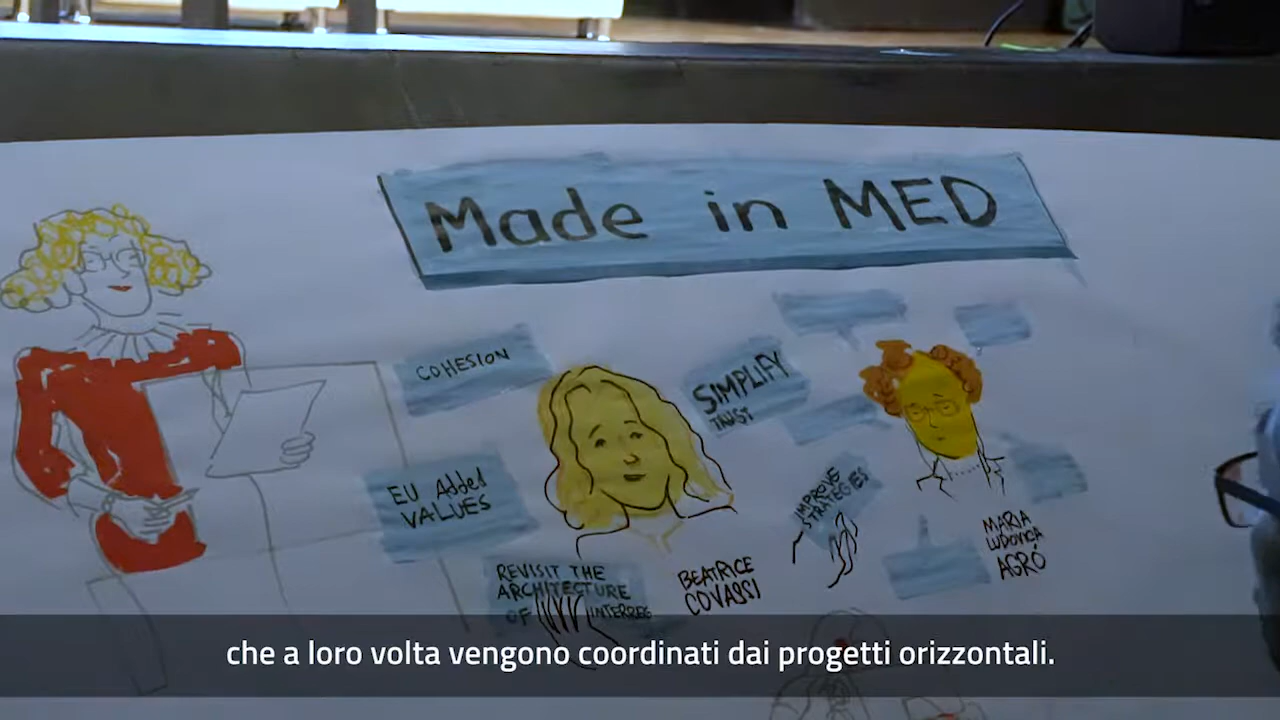 Made in MED
COHESION
SIMPLIFY
TRUST
EU Added
VALUES
IMPROVE
STRATEGIES
REVISIT THE
ARCHITECTURE
OF INTERREG
BEATRICE
COVASSI
MARIA
LUDOVICA
AGRÓ
che a loro volta vengono coordinati dai progetti orizzontali.